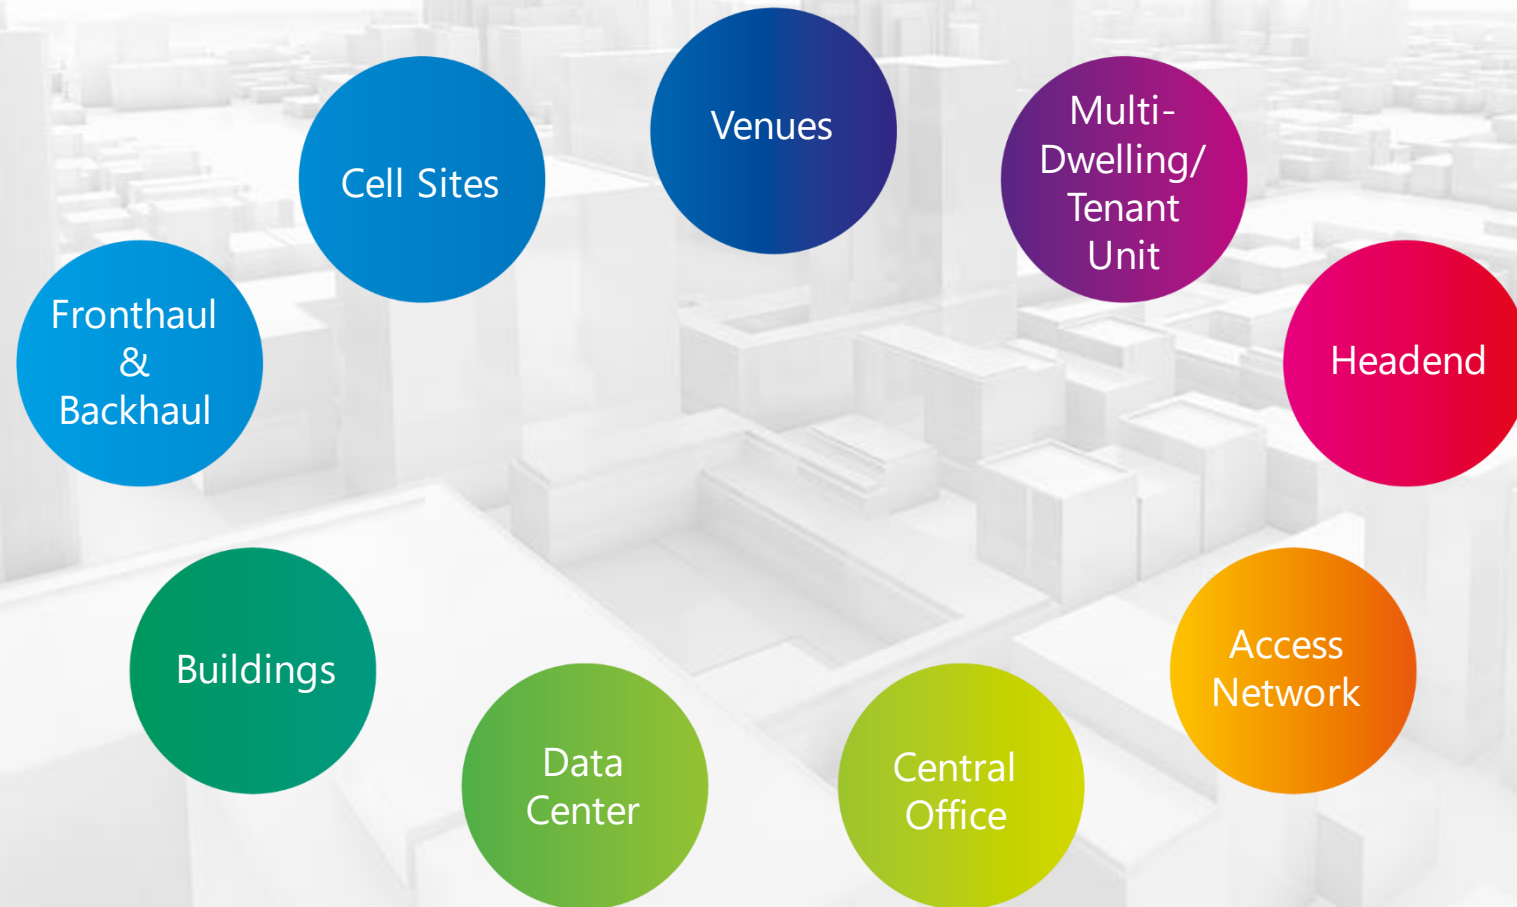 Venues
Multi-
Dwelling/
Tenant
Unit
Cell Sites
Fronthaul
&
Backhaul
Headend
Buildings
Access
Network
Data
Center
Central
Office